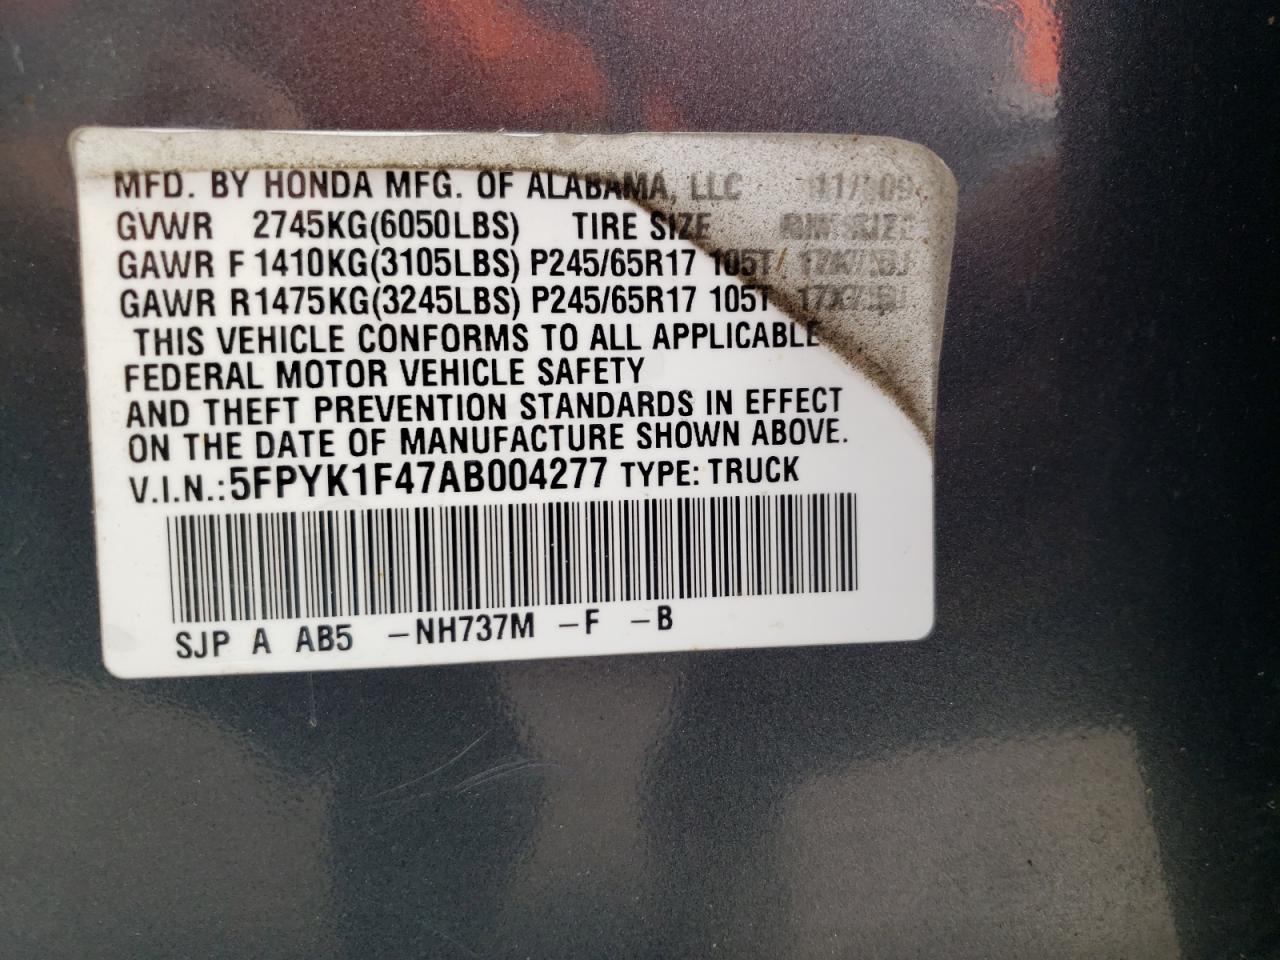 MFD. BY HONDA MFG. OF ALABAMA, LLC
GVWR 2745KG(6050LBS) TIRE SIZE
GAWR F 1410KG(3105LBS) P245/65R17 105T
GAWR R 1475KG(3245LBS) P245/65R17 105T
THIS VEHICLE CONFORMS TO ALL APPLICABLE
FEDERAL MOTOR VEHICLE SAFETY
AND THEFT PREVENTION STANDARDS IN EFFECT
ON THE DATE OF MANUFACTURE SHOWN ABOVE.
V.I.N.:5FPYK1F47AB004277 TYPE: TRUCK
SJP A AB5 -NH737M -F -B